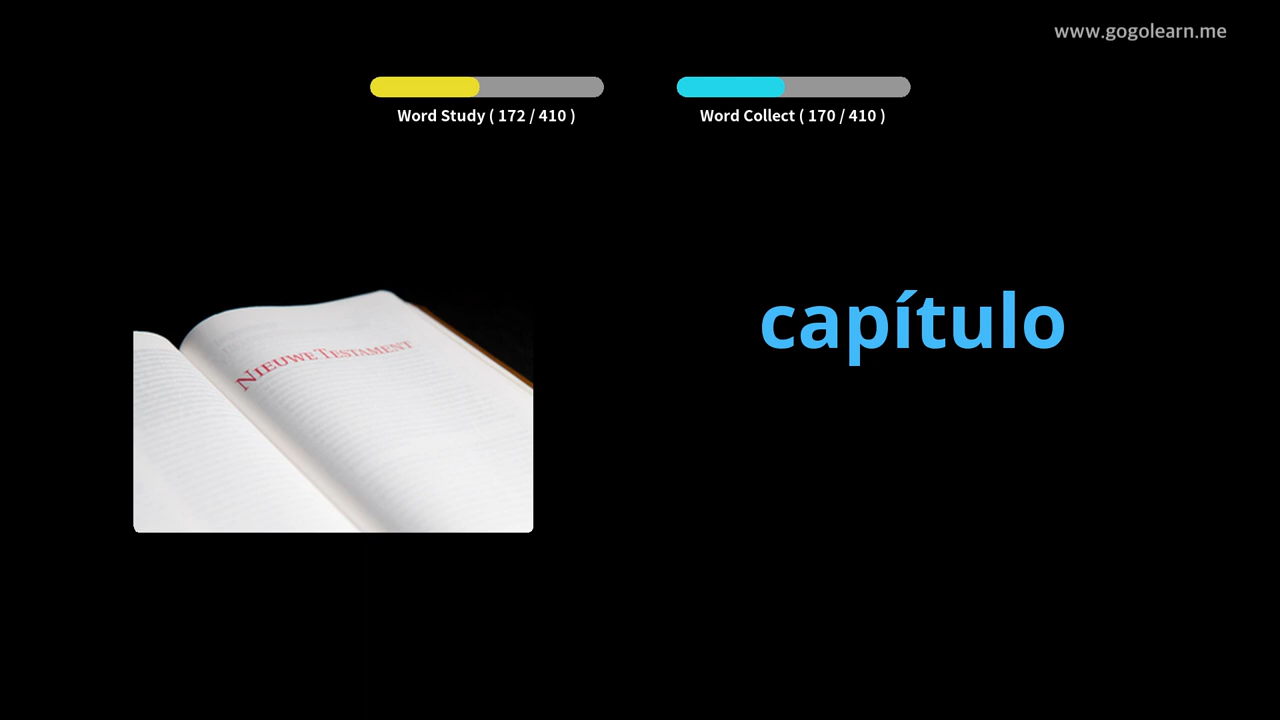 www.gogolearn.me
Word Study ( 172 / 410 )
Word Collect ( 170 / 410 )
capítulo
NIEUWE TESTAMENT